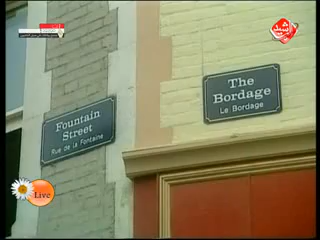 Fountain
Street
Rue de la Fontaine
The
Bordage
Le Bordage
Live